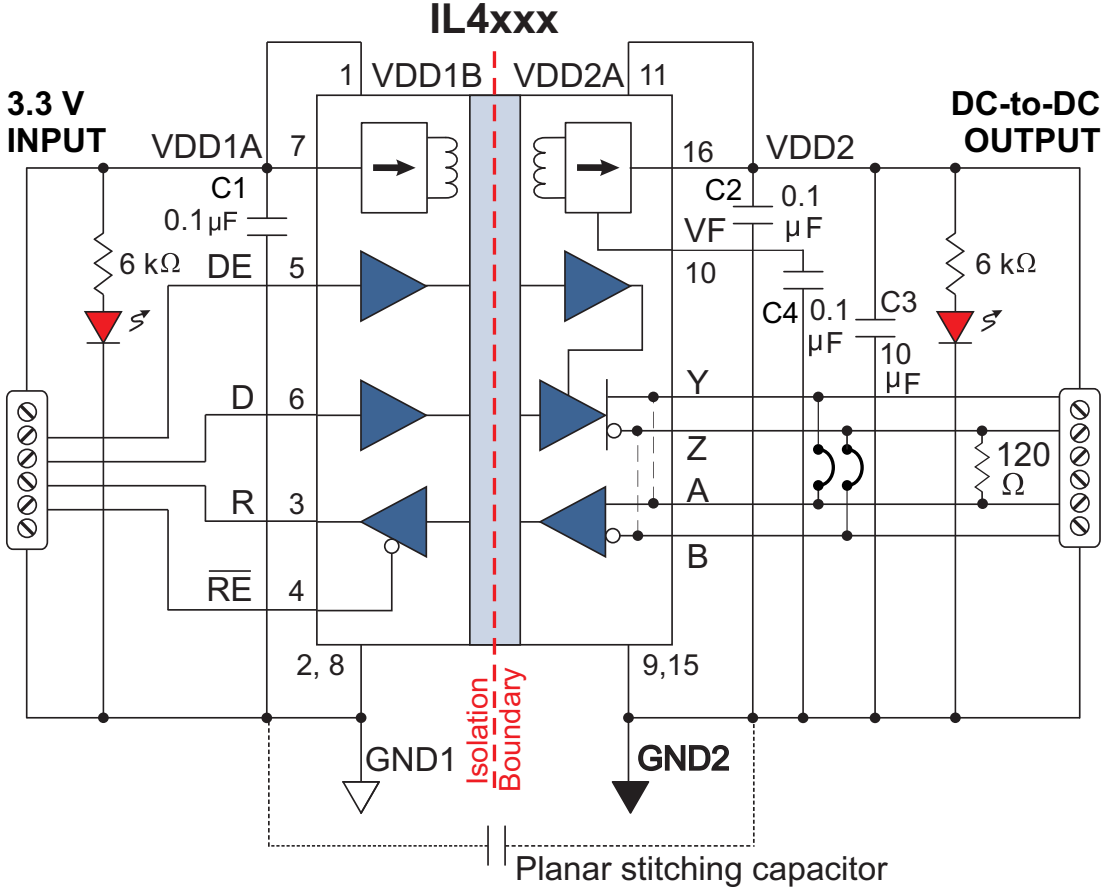 IL4xxx
1 VDD1B VDD2A 11
3.3 V
INPUT
DC-to-DC
OUTPUT
VDD1A 7
16 VDD2
C1
0.1 µF
C2 0.1
µF
6 kΩ
DE 5
VF
10
6 kΩ
C4 0.1
µF
C3
10
µF
D 6
Y
Z
120
Ω
R 3
A
B
RE 4
2, 8
9,15
Isolation
Boundary
GND1
GND2
Planar stitching capacitor